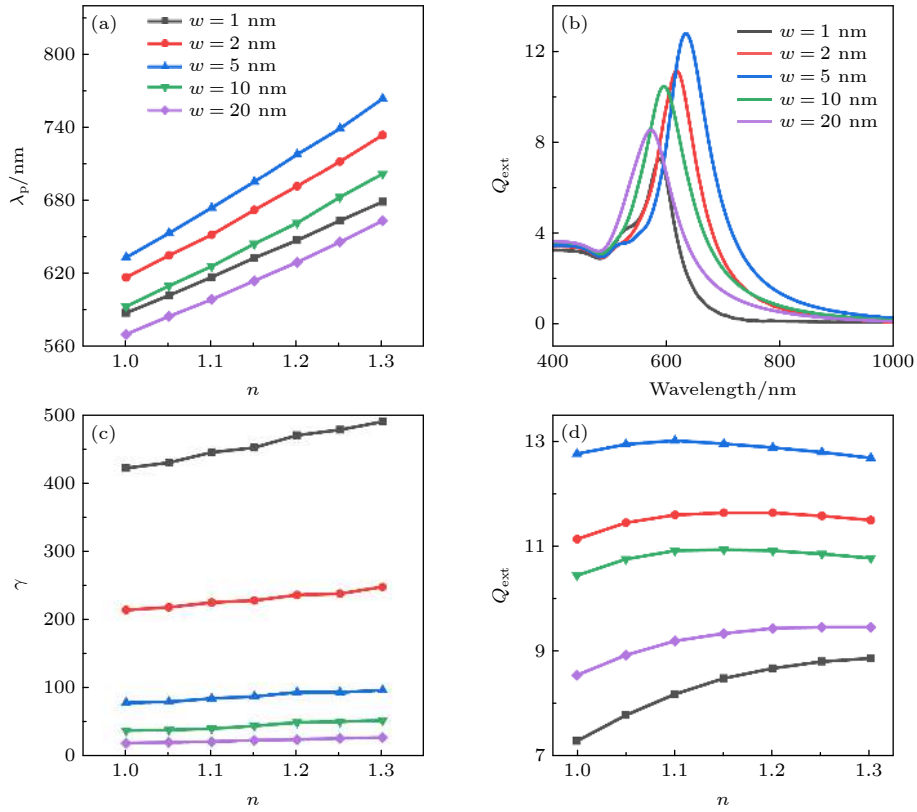 (a)
w = 1 nm
w = 2 nm
w = 5 nm
w = 10 nm
w = 20 nm
840
780
740
680
620
560
λp/nm
1.0 1.1 1.2 1.3
n
(b)
w = 1 nm
w = 2 nm
w = 5 nm
w = 10 nm
w = 20 nm
12
8
4
0
Qext
400 600 800 1000
Wavelength/nm
(c)
500
400
300
200
100
0
γ
1.0 1.1 1.2 1.3
n
(d)
13
11
9
7
Qext
1.0 1.1 1.2 1.3
n